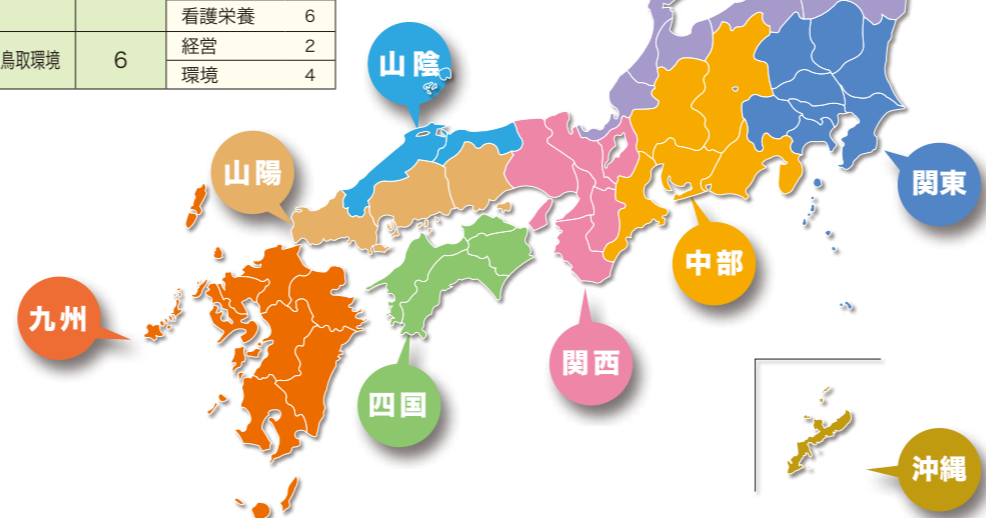 看護栄養 6
鳥取環境 6 経営 2
環境 4
山陰
山陽
関東
中部
九州
関西
四国
沖縄